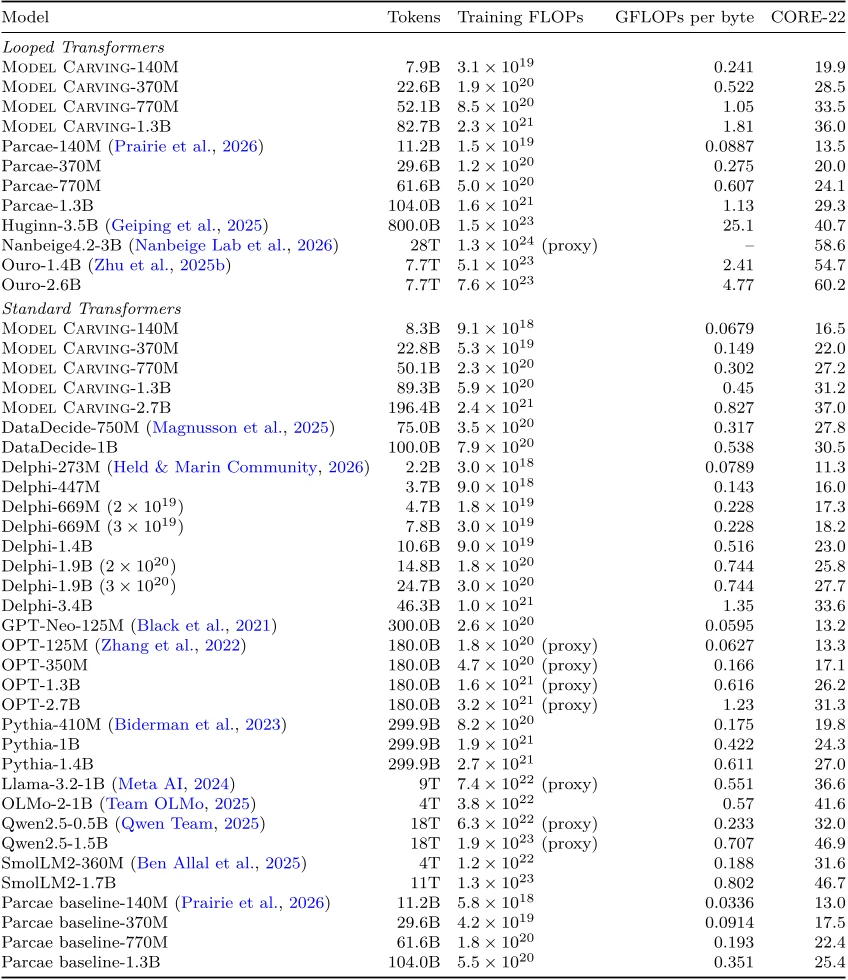 Model Tokens Training FLOPs GFLOPs per byte CORE-22
Looped Transformers
Model Carving-140M 7.9B 3.1 × 10^19 0.241 19.9
Model Carving-370M 22.6B 1.9 × 10^20 0.522 28.5
Model Carving-770M 52.1B 8.5 × 10^20 1.05 33.5
Model Carving-1.3B 82.7B 2.3 × 10^21 1.81 36.0
Parcae-140M (Prairie et al., 2026) 11.2B 1.5 × 10^19 0.0887 13.5
Parcae-370M 29.6B 1.2 × 10^20 0.275 20.0
Parcae-770M 61.6B 5.0 × 10^20 0.607 24.1
Parcae-1.3B 104.0B 1.6 × 10^21 1.13 29.3
Huginn-3.5B (Geiping et al., 2025) 800.0B 1.5 × 10^23 25.1 40.7
Nanbeige4.2-3B (Nanbeige Lab et al., 2026) 28T 1.3 × 10^24 (proxy) – 58.6
Ouro-1.4B (Zhu et al., 2025b) 7.7T 5.1 × 10^23 2.41 54.7
Ouro-2.6B 7.7T 7.6 × 10^23 4.77 60.2
Standard Transformers
Model Carving-140M 8.3B 9.1 × 10^18 0.0679 16.5
Model Carving-370M 22.8B 5.3 × 10^19 0.149 22.0
Model Carving-770M 50.1B 2.3 × 10^20 0.302 27.2
Model Carving-1.3B 89.3B 5.9 × 10^20 0.45 31.2
Model Carving-2.7B 196.4B 2.4 × 10^21 0.827 37.0
DataDecide-750M (Magnusson et al., 2025) 75.0B 3.5 × 10^20 0.317 27.8
DataDecide-1B 100.0B 7.9 × 10^20 0.538 30.5
Delphi-273M (Held & Marin Community, 2026) 2.2B 3.0 × 10^18 0.0789 11.3
Delphi-447M 3.7B 9.0 × 10^18 0.143 16.0
Delphi-669M (2 × 10^19) 4.7B 1.8 × 10^19 0.228 17.3
Delphi-669M (3 × 10^19) 7.8B 3.0 × 10^19 0.228 18.2
Delphi-1.4B 10.6B 9.0 × 10^19 0.516 23.0
Delphi-1.9B (2 × 10^20) 14.8B 1.8 × 10^20 0.744 25.8
Delphi-1.9B (3 × 10^20) 24.7B 3.0 × 10^20 0.744 27.7
Delphi-3.4B 46.3B 1.0 × 10^21 1.35 33.6
GPT-Neo-125M (Black et al., 2021) 300.0B 2.6 × 10^20 0.0595 13.2
OPT-125M (Zhang et al., 2022) 180.0B 1.8 × 10^20 (proxy) 0.0627 13.3
OPT-350M 180.0B 4.7 × 10^20 (proxy) 0.166 17.1
OPT-1.3B 180.0B 1.6 × 10^21 (proxy) 0.616 26.2
OPT-2.7B 180.0B 3.2 × 10^21 (proxy) 1.23 31.3
Pythia-410M (Biderman et al., 2023) 299.9B 8.2 × 10^20 0.175 19.8
Pythia-1B 299.9B 1.9 × 10^21 0.422 24.3
Pythia-1.4B 299.9B 2.7 × 10^21 0.611 27.0
Llama-3.2-1B (Meta AI, 2024) 9T 7.4 × 10^22 (proxy) 0.551 36.6
OLMo-2-1B (Team OLMo, 2025) 4T 3.8 × 10^22 0.57 41.6
Qwen2.5-0.5B (Qwen Team, 2025) 18T 6.3 × 10^22 (proxy) 0.233 32.0
Qwen2.5-1.5B 18T 1.9 × 10^23 (proxy) 0.707 46.9
SmolLM2-360M (Ben Allal et al., 2025) 4T 1.2 × 10^22 0.188 31.6
SmolLM2-1.7B 11T 1.3 × 10^23 0.802 46.7
Parcae baseline-140M (Prairie et al., 2026) 11.2B 5.8 × 10^18 0.0336 13.0
Parcae baseline-370M 29.6B 4.2 × 10^19 0.0914 17.5
Parcae baseline-770M 61.6B 1.8 × 10^20 0.193 22.4
Parcae baseline-1.3B 104.0B 5.5 × 10^20 0.351 25.4